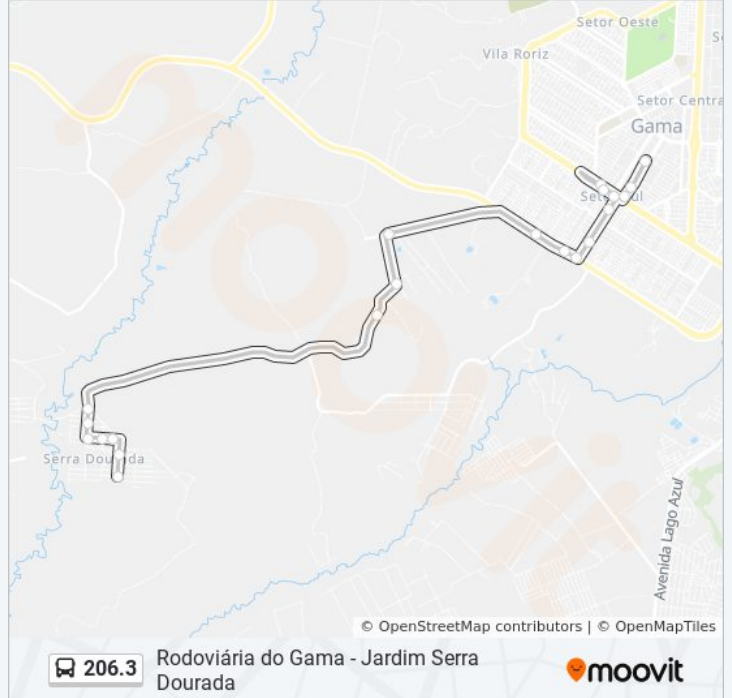 Setor Oeste
Vila Roriz
S
Setor Centra
Gama
Setor Sul
Serra Dourada
Avenida Lago Azul
© OpenStreetMap contributors | © OpenMapTiles
206.3
Rodoviária do Gama - Jardim Serra
Dourada
moovit